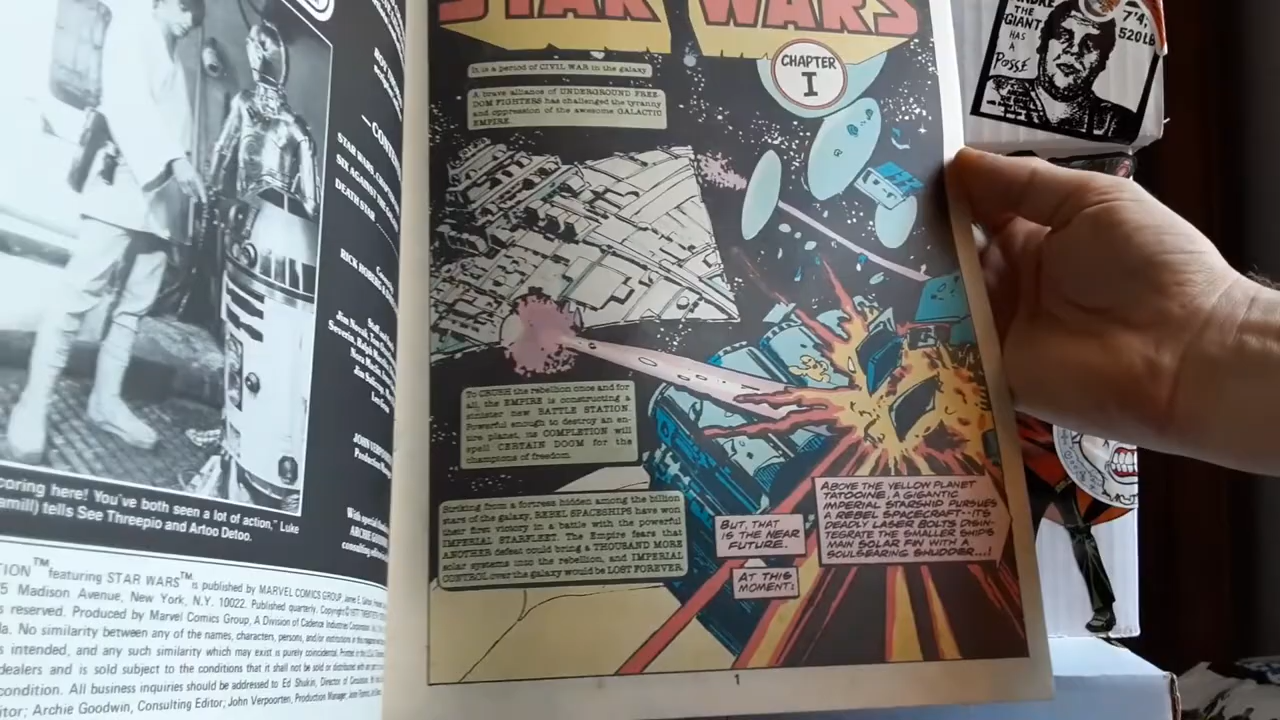 coring here! You've both seen a lot of action," Luke
amill) tells See Threepio and Artoo Detoo.
TION™ featuring STAR WARS™ is published by MARVEL COMICS GROUP
5 Madison Avenue, New York, N.Y. 10022. Published quarterly. Copyright
s reserved. Produced by Marvel Comics Group, A Division of Cadence Industries Corporation.
la. No similarity between any of the names, characters, persons, and/or institutions
s intended, and any such similarity which may exist is purely coincidental. Printed in the
dealers and is sold subject to the conditions that it shall not be sold or distributed
condition. All business inquiries should be addressed to Ed Shukin, Director of Circulation
itor; Archie Goodwin, Consulting Editor; John Verpoorten, Production Manager;
—CONTEN
STAR WARS, CHAP
SIX AGAINST THE
DEATH STAR
JOHN VERPOORTEN
Production
With special
ARCHIE GOODWIN
consulting
STAR WARS
CHAPTER
I
It is a period of CIVIL WAR in the galaxy
A brave alliance of UNDERGROUND FREE-
DOM FIGHTERS has challenged the tyranny
and oppression of the awesome GALACTIC
EMPIRE.
To CRUSH the rebellion once and for
all, the EMPIRE is constructing a
sinister new BATTLE STATION.
Powerful enough to destroy an en-
tire planet, its COMPLETION will
spell CERTAIN DOOM for the
champions of freedom.
Striking from a fortress hidden among the billion
stars of the galaxy, REBEL SPACESHIPS have won
their first victory in a battle with the powerful
IMPERIAL STARFLEET. The Empire fears that
ANOTHER defeat could bring a THOUSAND MORE
solar systems into the rebellion, and IMPERIAL
CONTROL over the galaxy would be LOST FOREVER.
BUT, THAT
IS THE NEAR
FUTURE.
AT THIS
MOMENT:
ABOVE THE YELLOW PLANET
TATOOINE, A GIGANTIC
IMPERIAL STARSHIP PURSUES
A REBEL SPACECRAFT--ITS
DEADLY LASER BOLTS DISIN-
TEGRATE THE SMALLER SHIP'S
MAIN SOLAR FIN WITH A
SOULSEARING SHUDDER...!
1
ANDRE
THE
GIANT
HAS
A
POSSE
7'4",
520LB